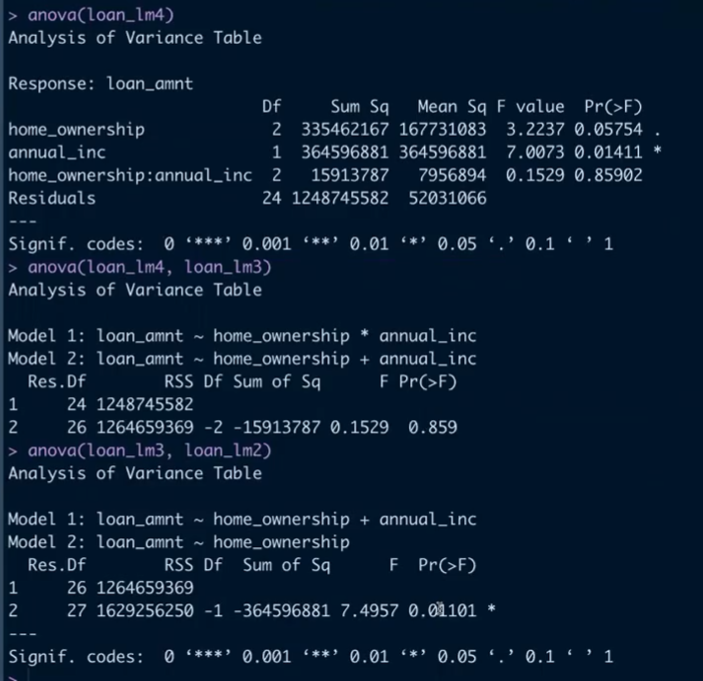 > anova(loan_lm4)
Analysis of Variance Table
Response: loan_amnt
Df Sum Sq Mean Sq F value Pr(>F)
home_ownership 2 335462167 167731083 3.2237 0.05754 .
annual_inc 1 364596881 364596881 7.0073 0.01411 *
home_ownership:annual_inc 2 15913787 7956894 0.1529 0.85902
Residuals 24 1248745582 52031066
---
Signif. codes: 0 ‘***’ 0.001 ‘**’ 0.01 ‘*’ 0.05 ‘.’ 0.1 ‘ ’ 1
> anova(loan_lm4, loan_lm3)
Analysis of Variance Table
Model 1: loan_amnt ~ home_ownership * annual_inc
Model 2: loan_amnt ~ home_ownership + annual_inc
Res.Df RSS Df Sum of Sq F Pr(>F)
1 24 1248745582
2 26 1264659369 -2 -15913787 0.1529 0.859
> anova(loan_lm3, loan_lm2)
Analysis of Variance Table
Model 1: loan_amnt ~ home_ownership + annual_inc
Model 2: loan_amnt ~ home_ownership
Res.Df RSS Df Sum of Sq F Pr(>F)
1 26 1264659369
2 27 1629256250 -1 -364596881 7.4957 0.01101 *
---
Signif. codes: 0 ‘***’ 0.001 ‘**’ 0.01 ‘*’ 0.05 ‘.’ 0.1 ‘ ’ 1
>